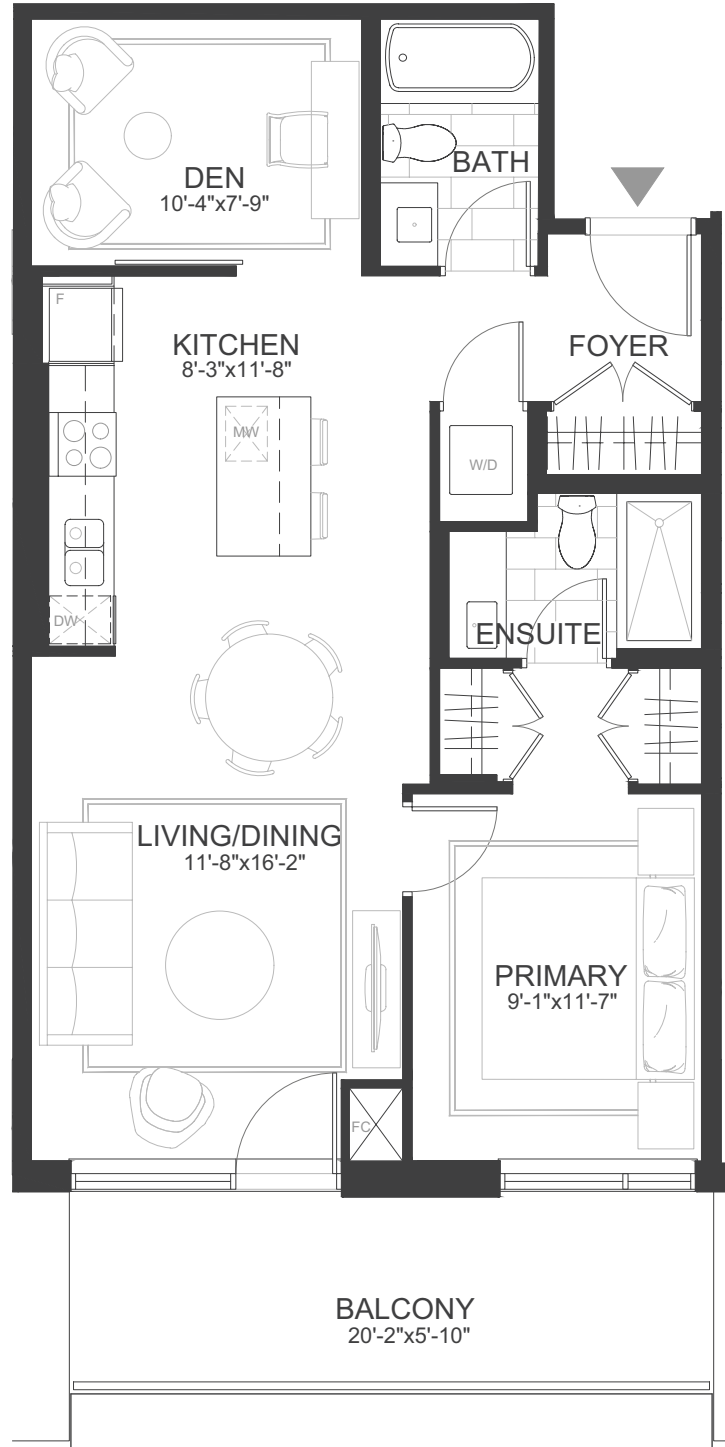 DEN
10'-4"x7'-9"
BATH
F
KITCHEN
8'-3"x11'-8"
FOYER
MW
W/D
DW
ENSUITE
LIVING/DINING
11'-8"x16'-2"
PRIMARY
9'-1"x11'-7"
FC
BALCONY
20'-2"x5'-10"